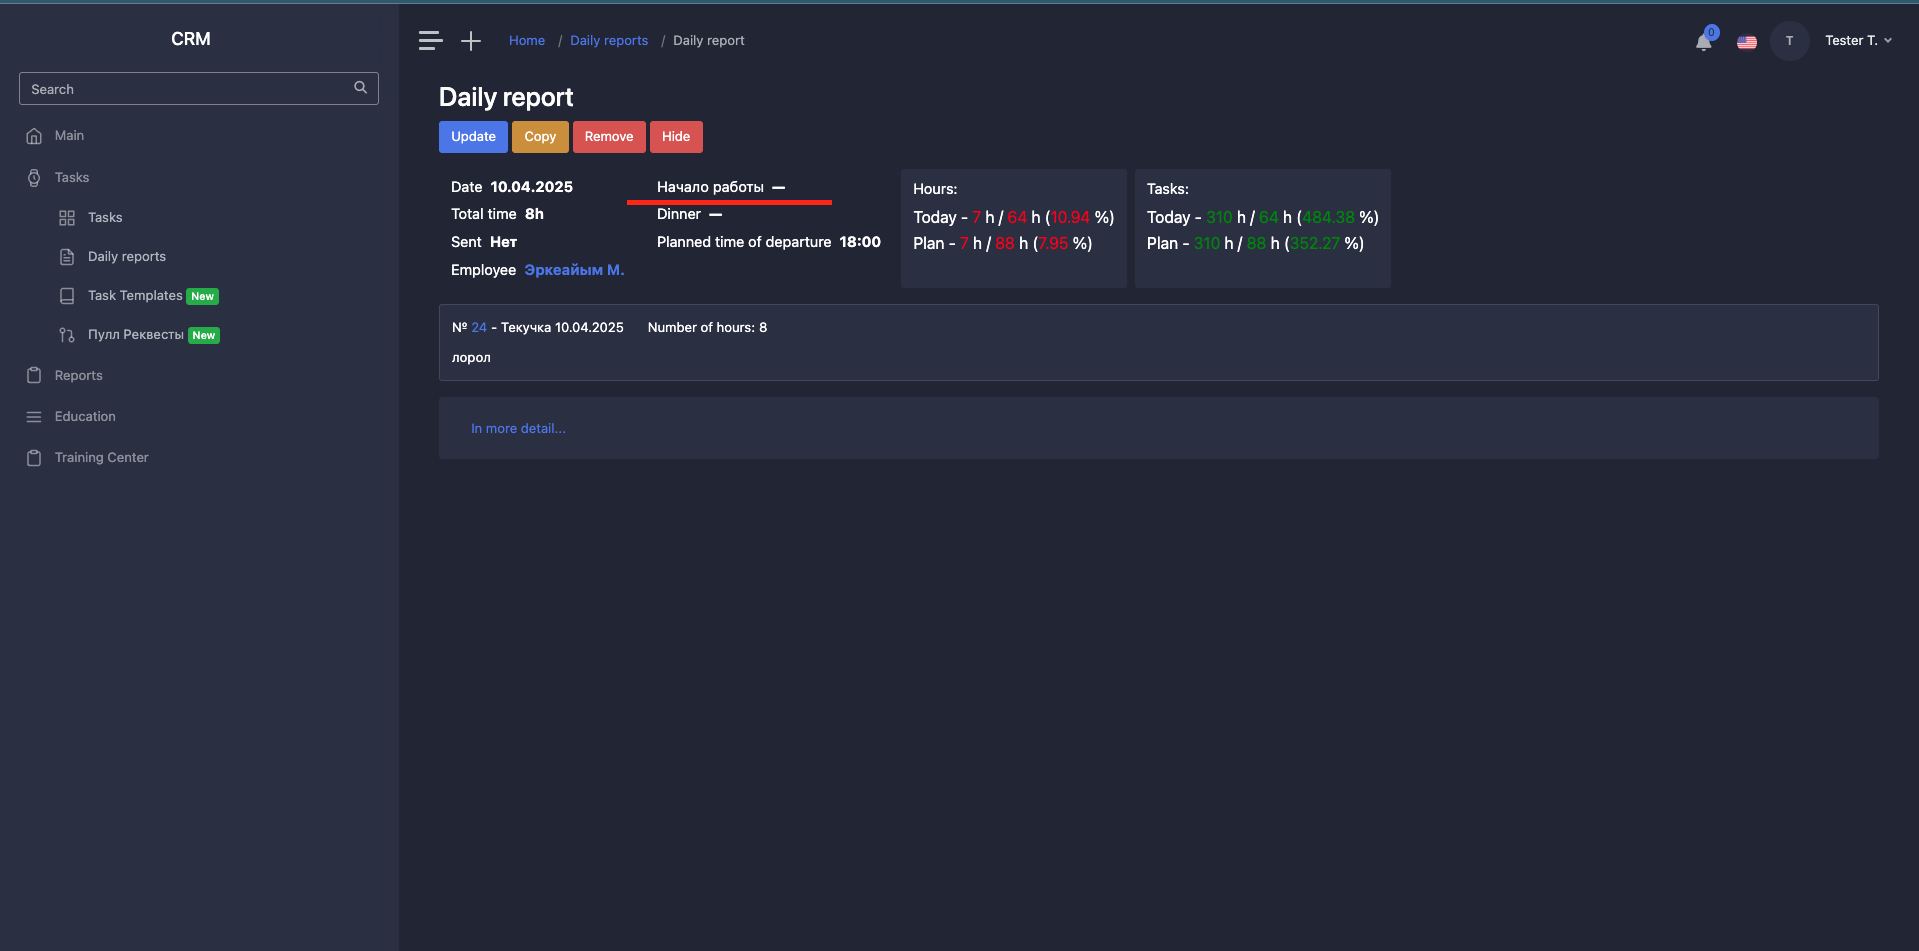 CRM
Search
Main
Tasks
Tasks
Daily reports
Task Templates New
Пулл Реквесты New
Reports
Education
Training Center
Home / Daily reports / Daily report
0
T
Tester T.
Daily report
Update Copy Remove Hide
Date 10.04.2025
Total time 8h
Sent Нет
Employee Эркеайым М.
Начало работы —
Dinner —
Planned time of departure 18:00
Hours:
Today - 7 h / 64 h (10.94 %)
Plan - 7 h / 88 h (7.95 %)
Tasks:
Today - 310 h / 64 h (484.38 %)
Plan - 310 h / 88 h (352.27 %)
№ 24 - Текучка 10.04.2025 Number of hours: 8
лорол
In more detail...